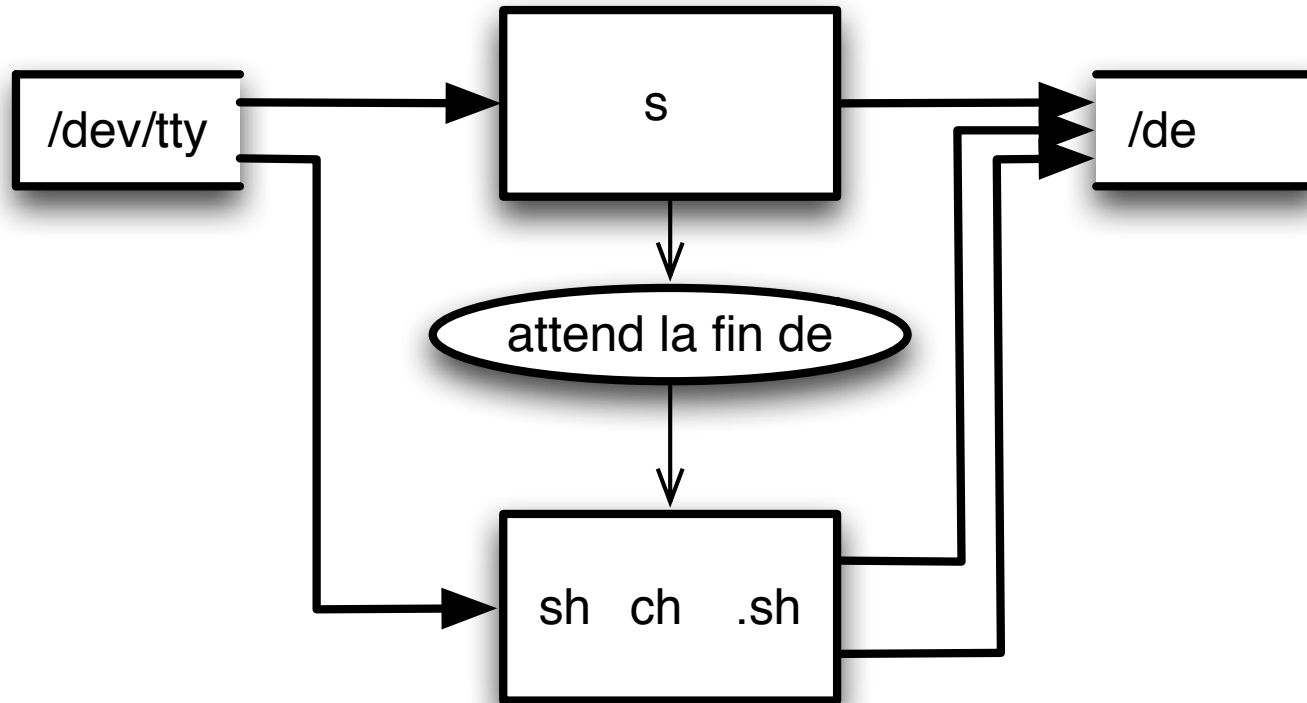 /dev/tty
s
/de
attend la fin de
sh ch .sh